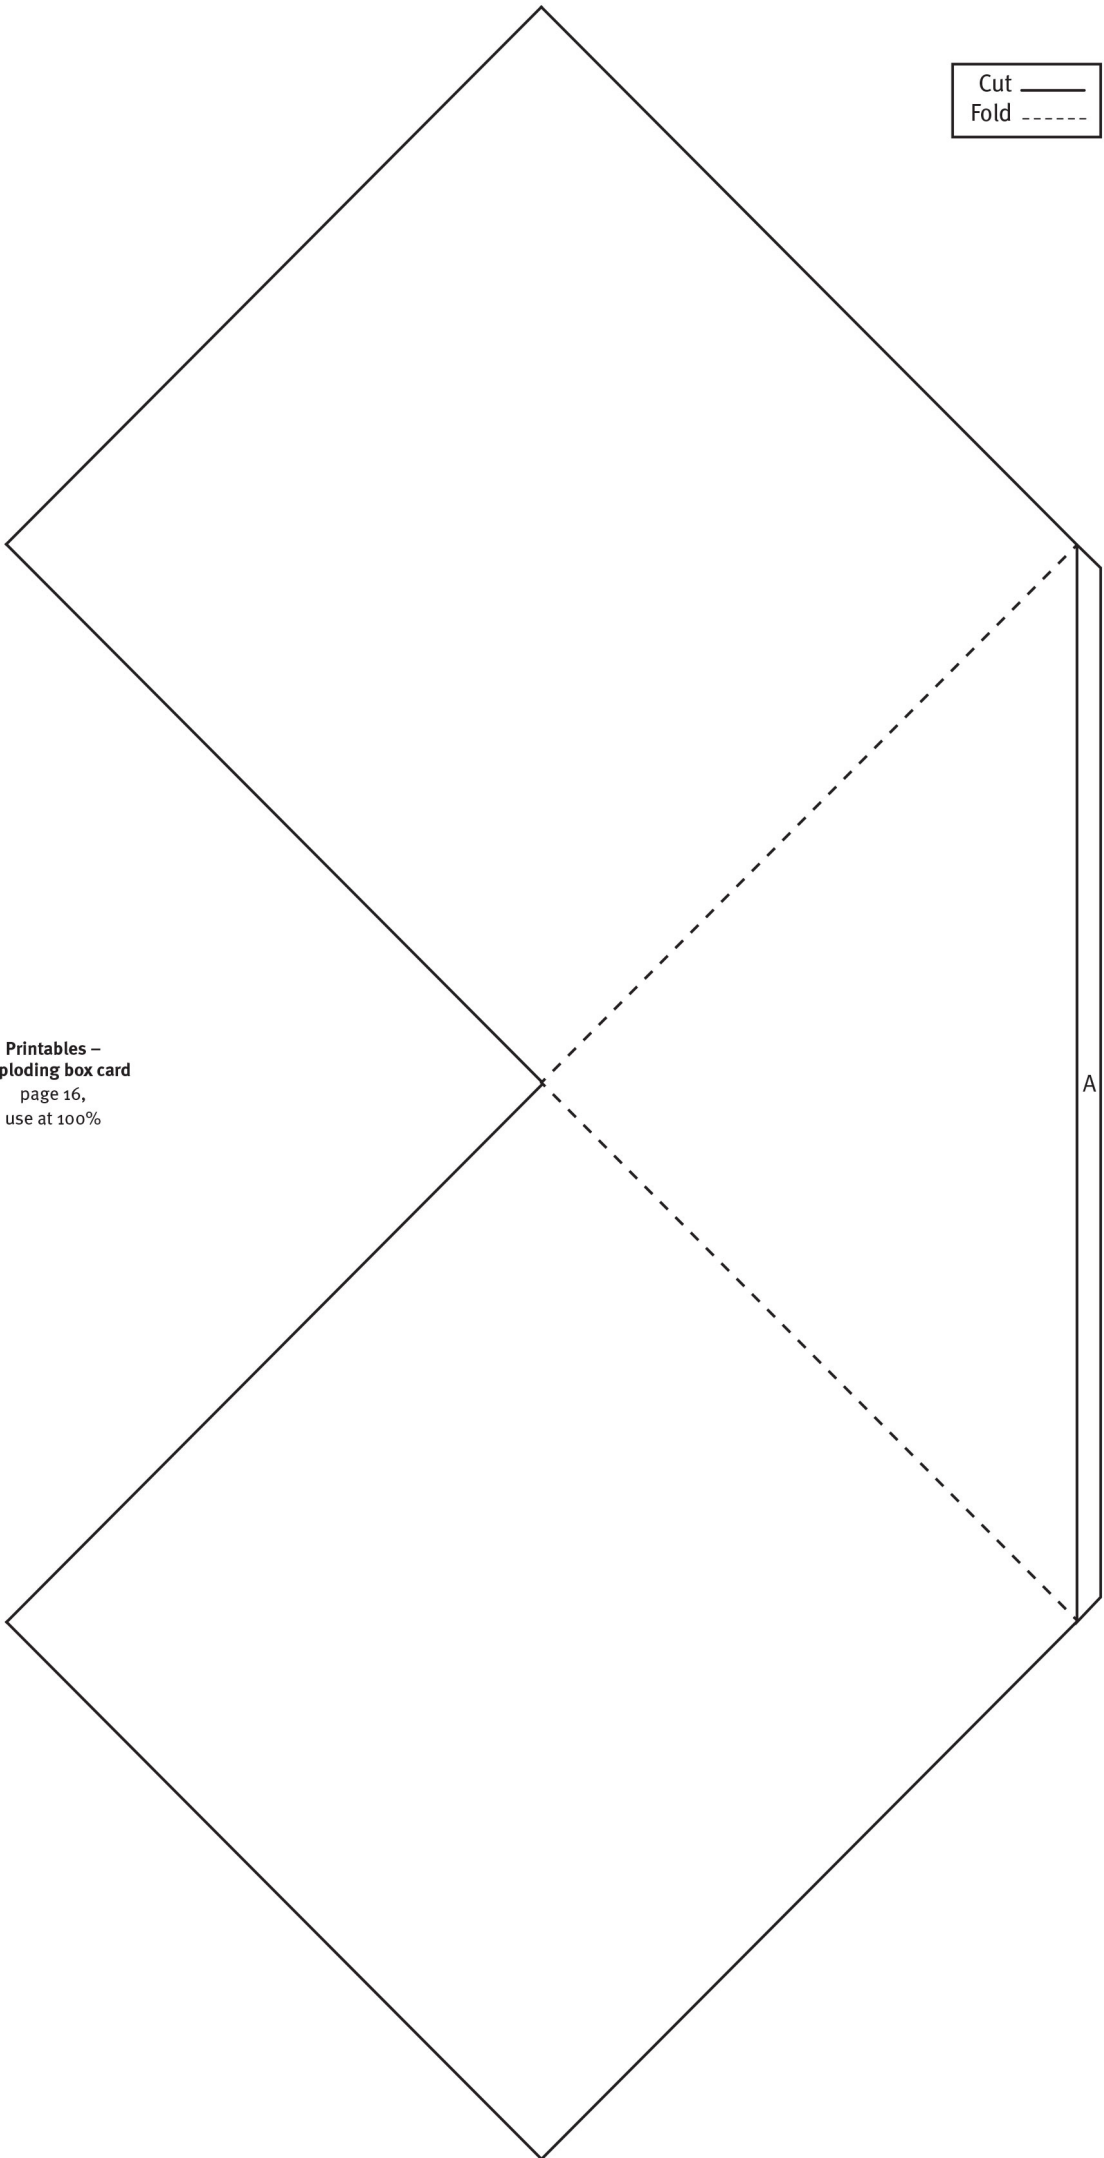 Cut
Fold
Printables –
ploding box card
page 16,
use at 100%
A